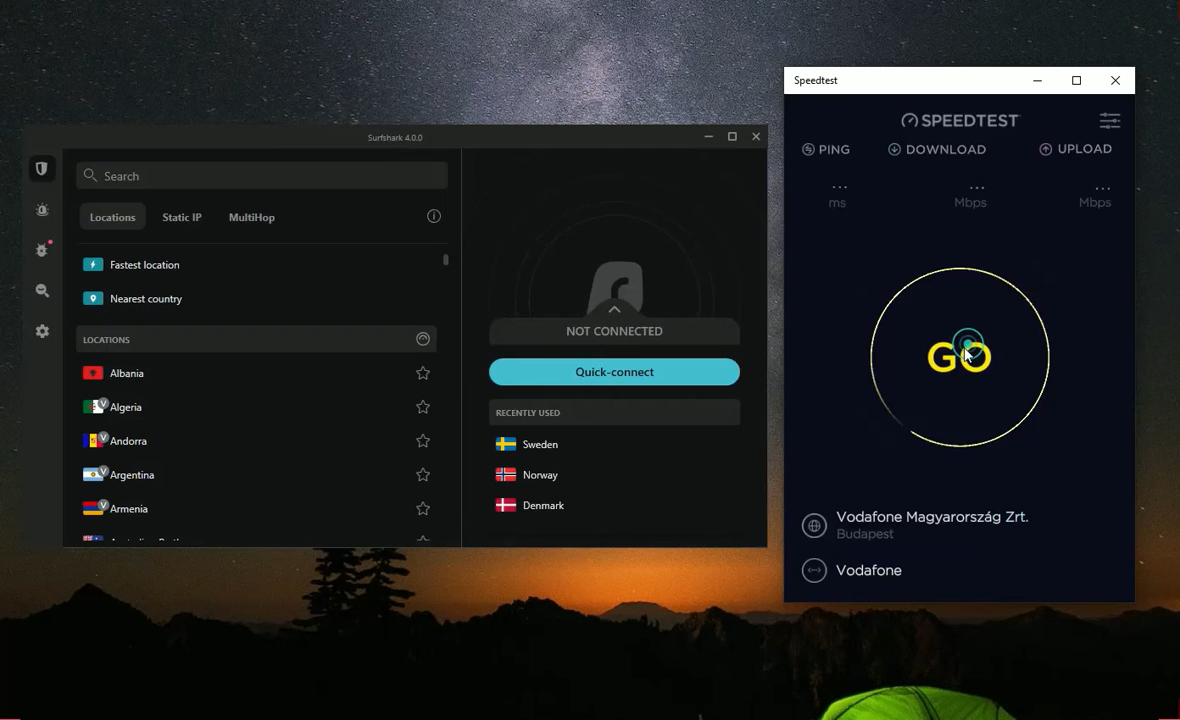 Surfshark 4.0.0
Search
Locations Static IP MultiHop
Fastest location
Nearest country
LOCATIONS
Albania
Algeria
Andorra
Argentina
Armenia
NOT CONNECTED
Quick-connect
RECENTLY USED
Sweden
Norway
Denmark
Speedtest
SPEEDTEST
PING DOWNLOAD UPLOAD
... ... ...
ms Mbps Mbps
GO
Vodafone Magyarország Zrt.
Budapest
Vodafone